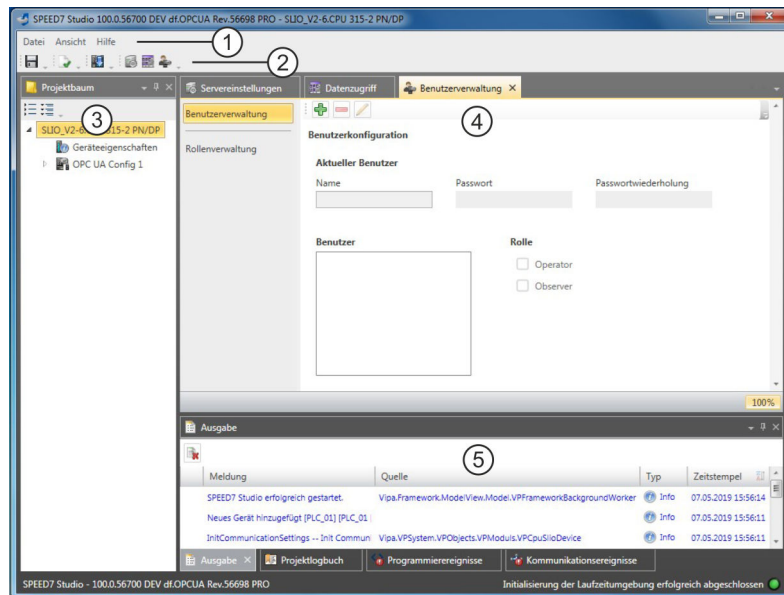 SPEED7 Studio 100.0.56700 DEV df.OPCUA Rev.56698 PRO - SLIO_V2-6.CPU 315-2 PN/DP
Datei Ansicht Hilfe
1
2
Projektbaum
Servereinstellungen
Datenzugriff
Benutzerverwaltung
3
SLIO_V2-6. 315-2 PN/DP
Geräteeigenschaften
OPC UA Config 1
Benutzerverwaltung
Rollenverwaltung
4
Benutzerkonfiguration
Aktueller Benutzer
Name Passwort Passwortwiederholung
Benutzer Rolle
Operator
Observer
100%
Ausgabe
5
Meldung Quelle Typ Zeitstempel
SPEED7 Studio erfolgreich gestartet. Vipa.Framework.ModelView.Model.VPFrameworkBackgroundWorker Info 07.05.2019 15:56:14
Neues Gerät hinzugefügt [PLC_01] [PLC_01 Info 07.05.2019 15:56:11
InitCommunicationSettings -- Init Commun Vipa.VPSystem.VPObjects.VPModuls.VPCpuSlioDevice Info 07.05.2019 15:56:11
Ausgabe Projektlogbuch Programmierereignisse Kommunikationsereignisse
SPEED7 Studio - 100.0.56700 DEV df.OPCUA Rev.56698 PRO Initialisierung der Laufzeitumgebung erfolgreich abgeschlossen